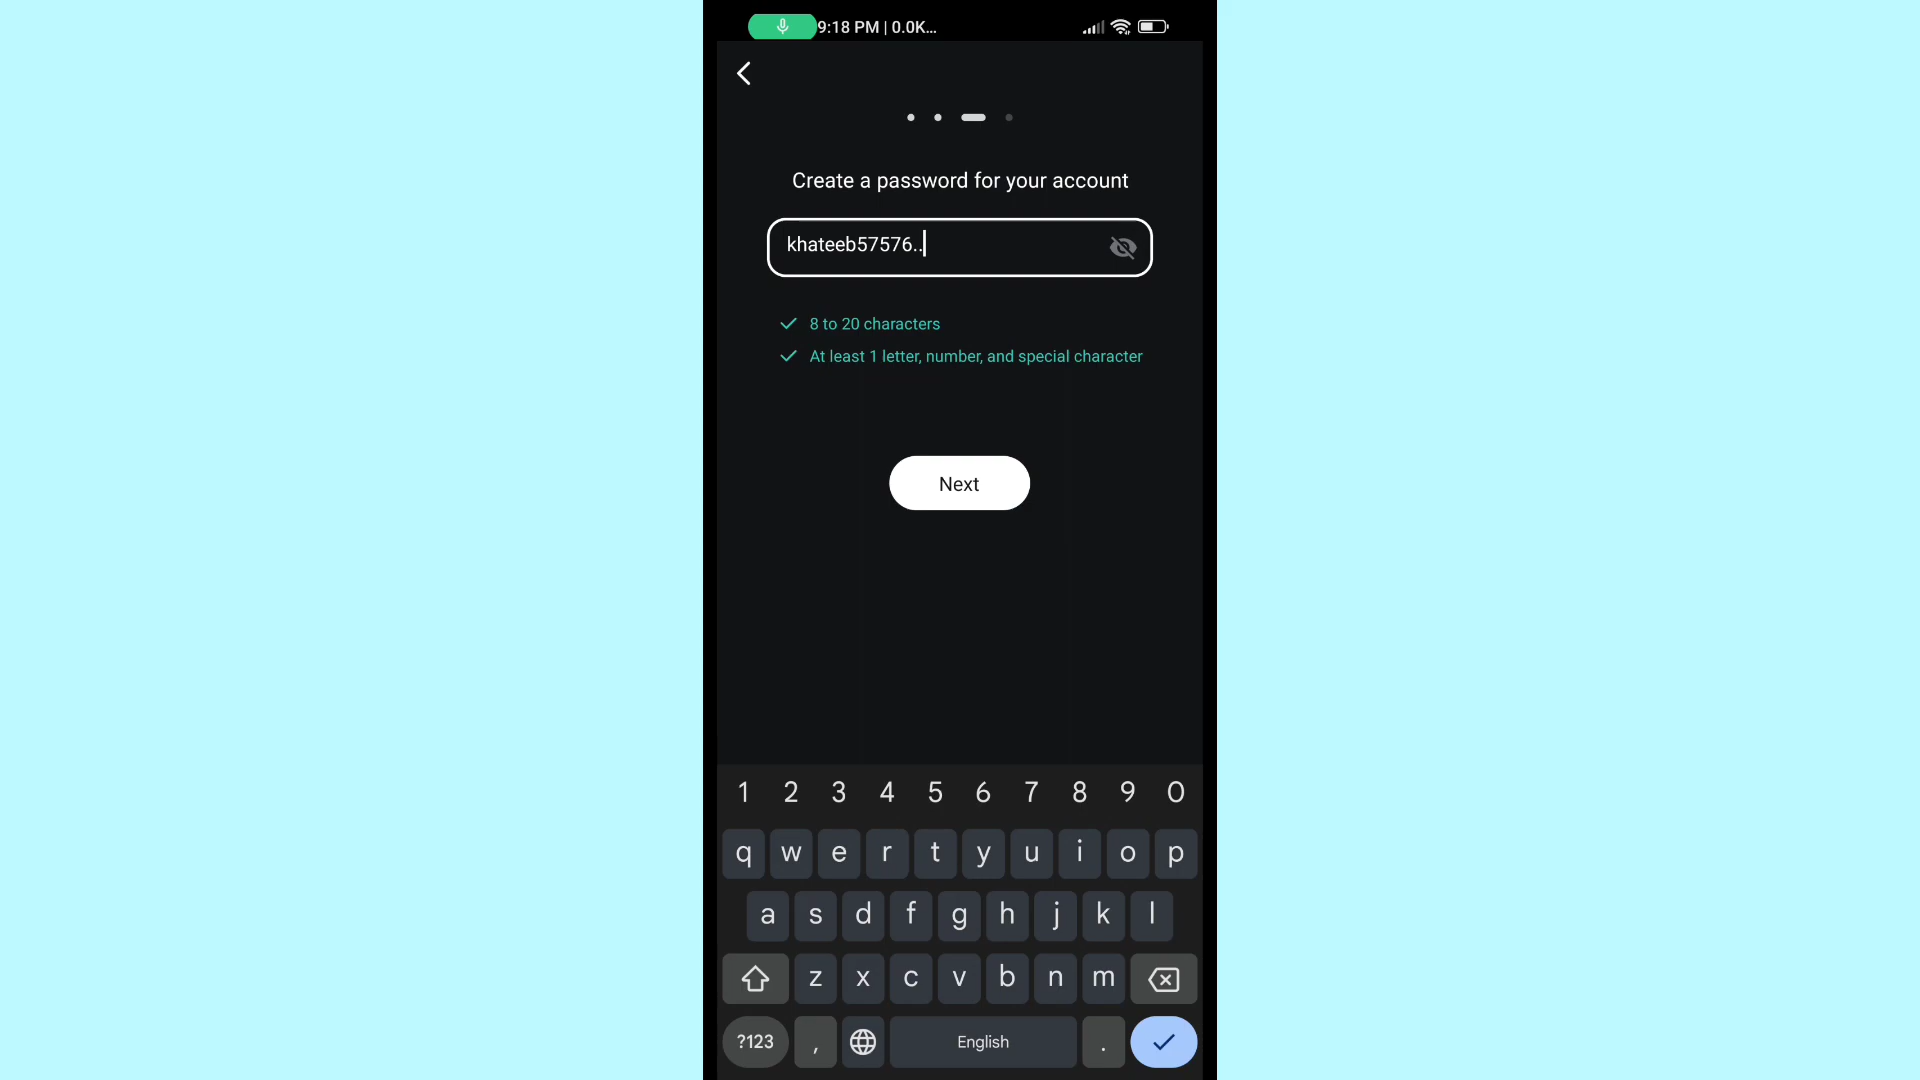 9:18 PM | 0.0K...
Create a password for your account
khateeb57576..
8 to 20 characters
At least 1 letter, number, and special character
Next
1 2 3 4 5 6 7 8 9 0
q w e r t y u i o p
a s d f g h j k l
z x c v b n m
?123 , English .